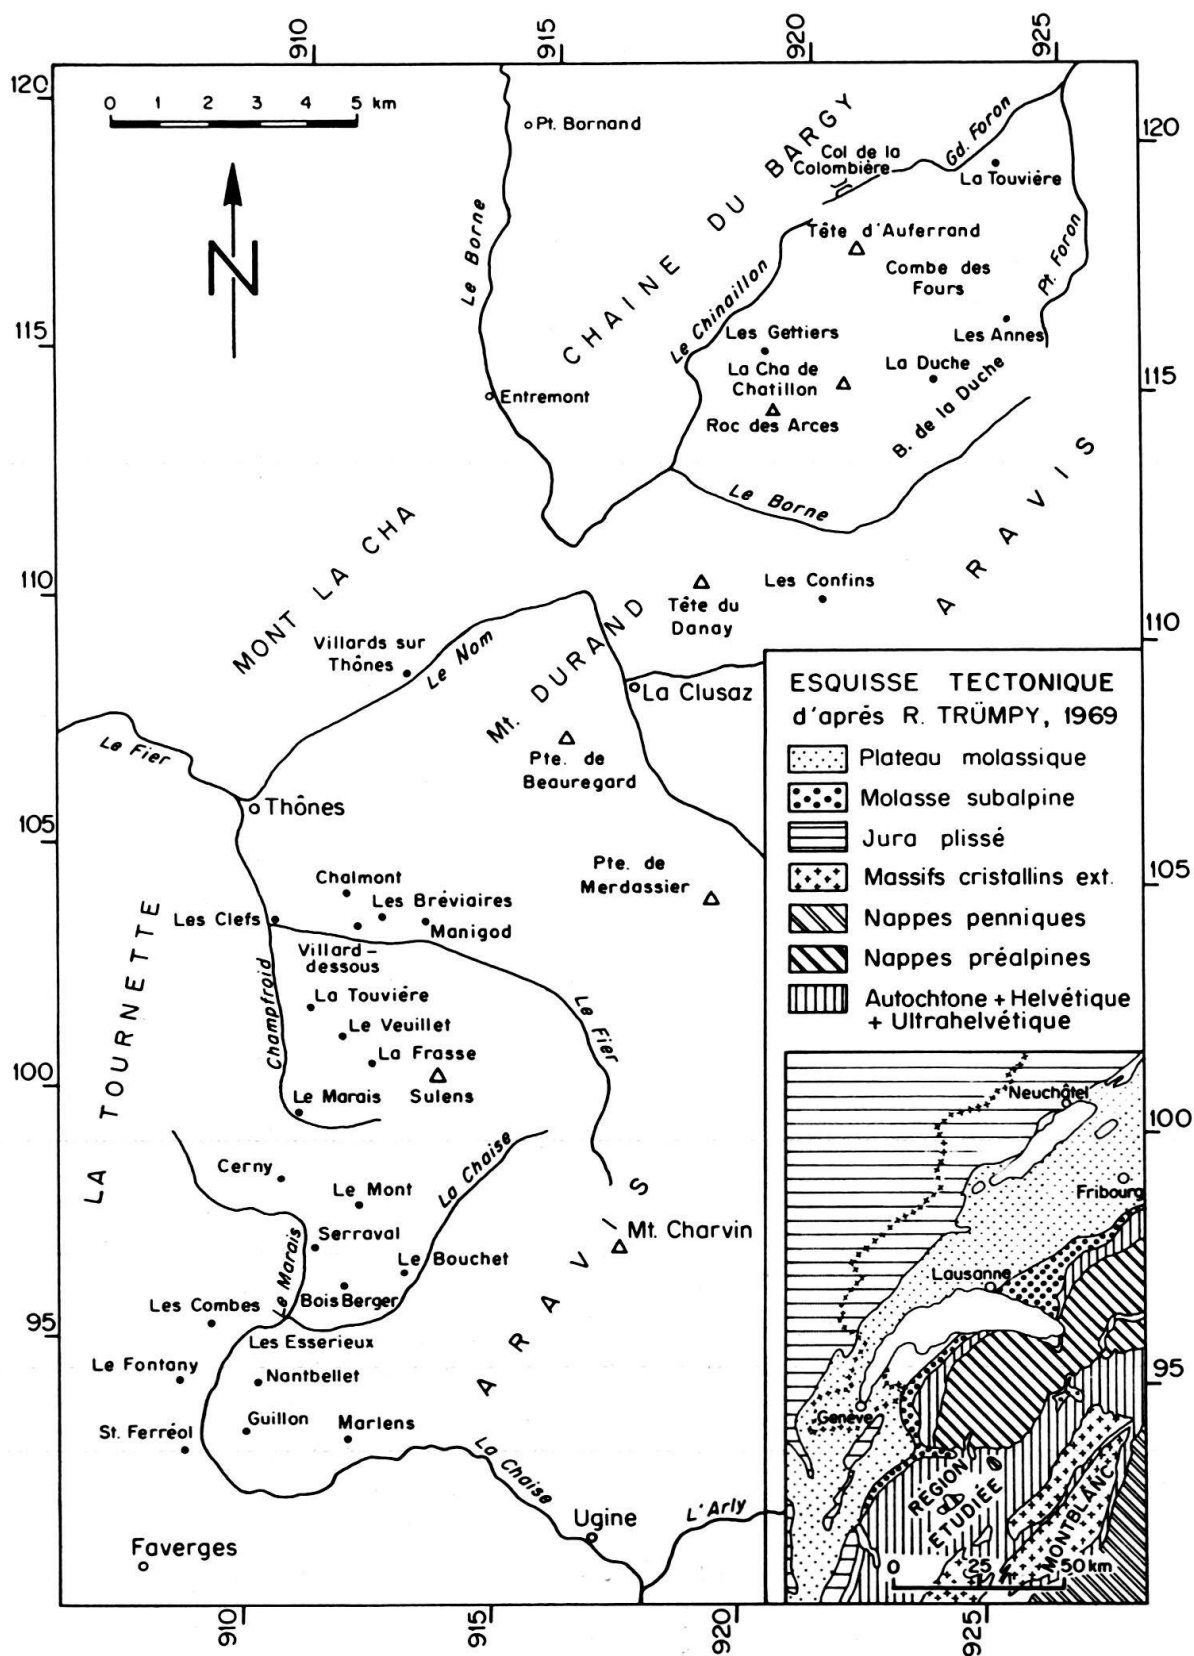 910
915
920
925
120
0 1 2 3 4 5 km
N
Pt. Bornand
CHAINE DU BARGY
Col de la
Colombière
Gd. Foron
120
La Touvière
Le Borne
Tête d'Auferrand
Combe des
Fours
Pt. Foron
Le Chinaillon
115
Les Gettiers
Les Annes
La Duche
La Cha de
Chatillon
115
Entremont
Roc des Arces
B. de la Duche
Le Borne
ARAVIS
MONT LA CHA
110
Les Confins
Tête du
Danay
110
Villards sur
Thônes
Le Nom
Mt. DURAND
La Clusaz
Le Fier
Pte. de
Beauregard
Thônes
105
Pte. de
Merdassier
105
Chalmont
Les Bréviaires
Les Clefs
Manigod
Villard-
dessous
LA TOURNETTE
Champfroid
La Touvière
Le Veuillet
Le Fier
La Frasse
100
Le Marais
Sulens
100
Cerny
La Chaise
Le Mont
Serraval
Mt. Charvin
Le Bouchet
Le Marais
ARAVIS
Bois Berger
Les Combes
95
Les Esserieux
Le Fontany
Nantbellet
95
Guillon
Marlens
St. Ferréol
La Chaise
Ugine
L'Arly
Faverges
910
915
920
925
ESQUISSE TECTONIQUE
d'après R. TRÜMPY, 1969
Plateau molassique
Molasse subalpine
Jura plissé
Massifs cristallins ext.
Nappes penniques
Nappes préalpines
Autochtone + Helvétique
+ Ultrahelvétique
Neuchâtel
Fribourg
Lausanne
Genève
RÉGION
ETUDIÉE
MONTBLANC
0 25 50 km